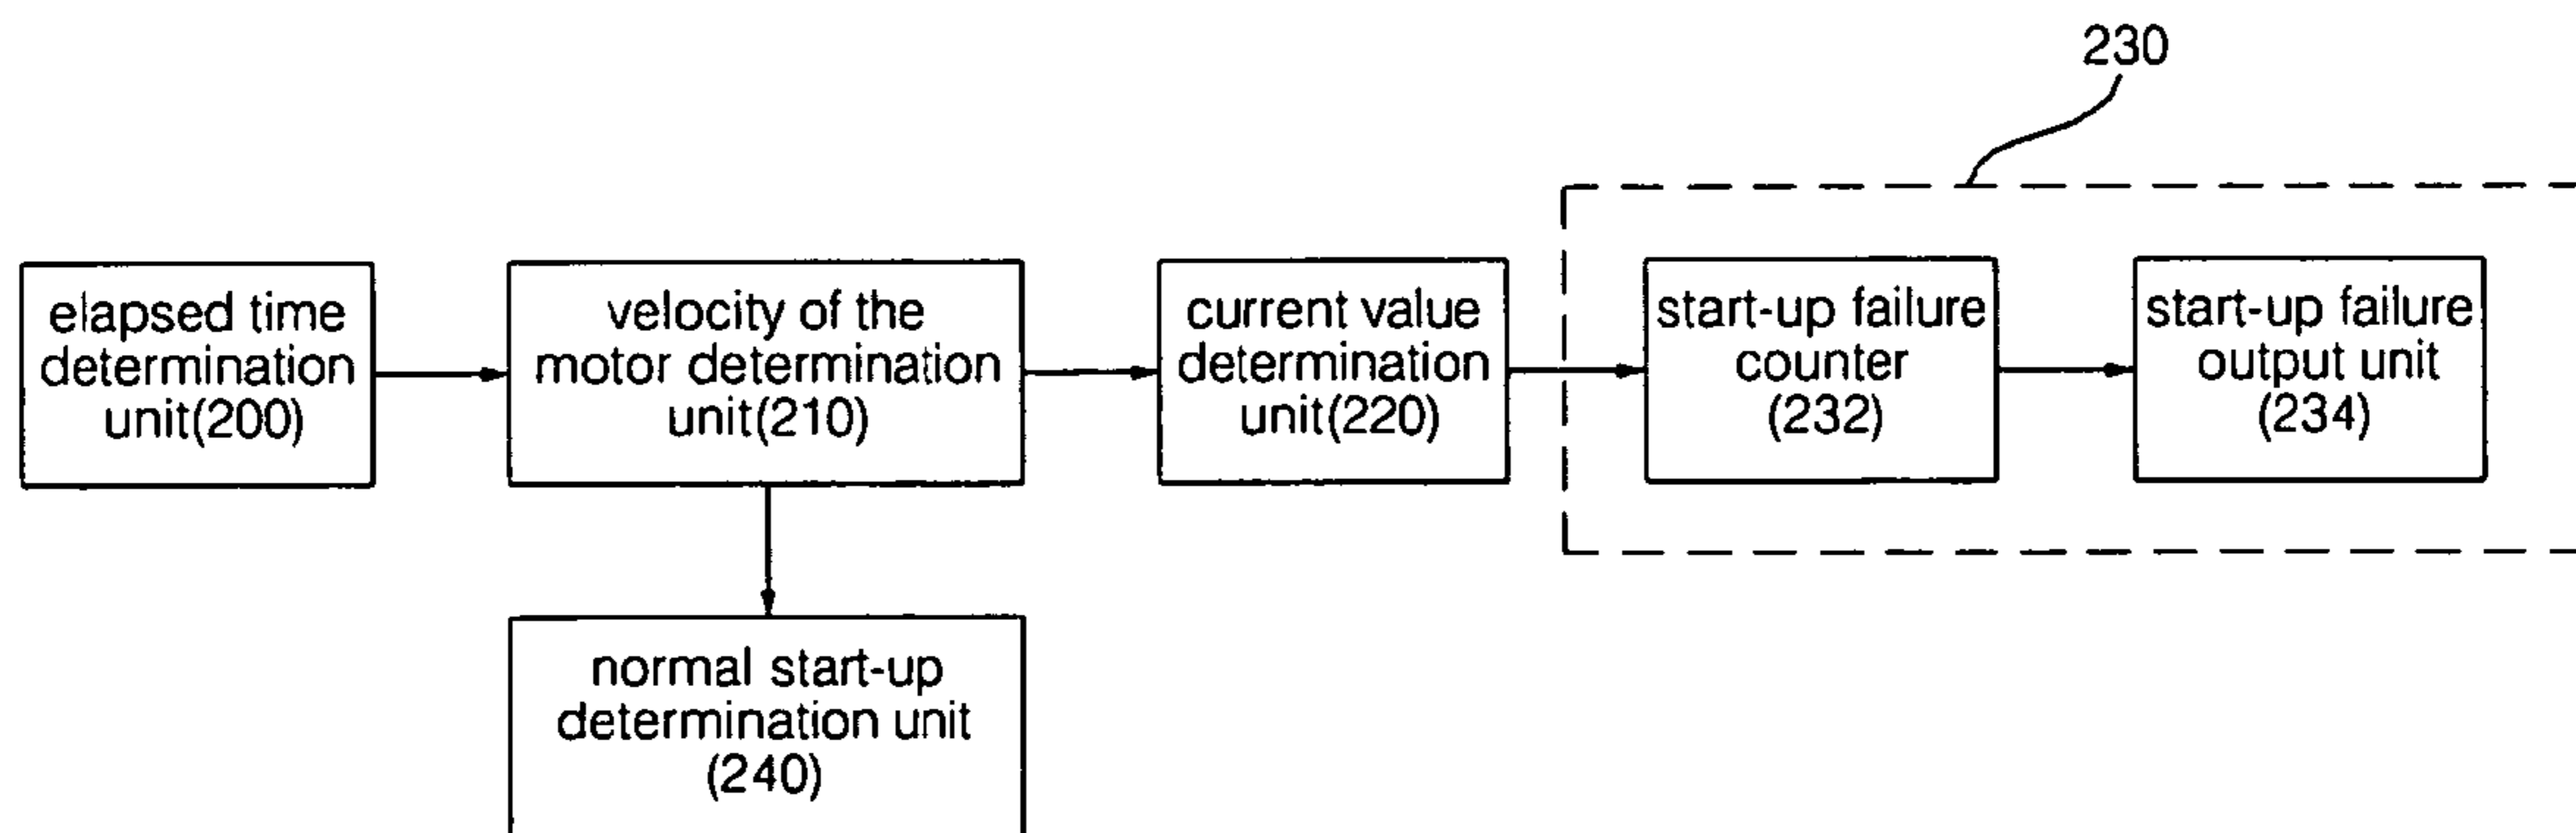 230
elapsed time
determination
unit(200)
velocity of the
motor determination
unit(210)
current value
determination
unit(220)
start-up failure
counter
(232)
start-up failure
output unit
(234)
normal start-up
determination unit
(240)